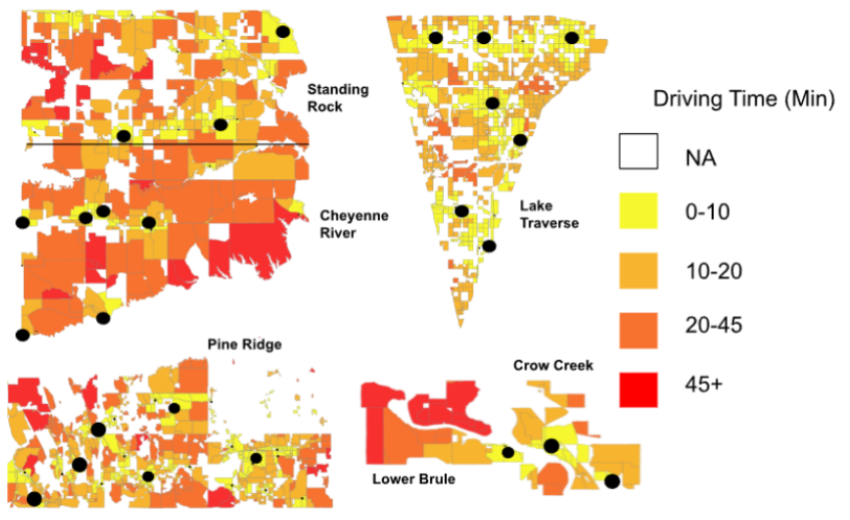 Standing
Rock
Cheyenne
River
Lake
Traverse
Driving Time (Min)
NA
0-10
10-20
20-45
45+
Pine Ridge
Crow Creek
Lower Brule